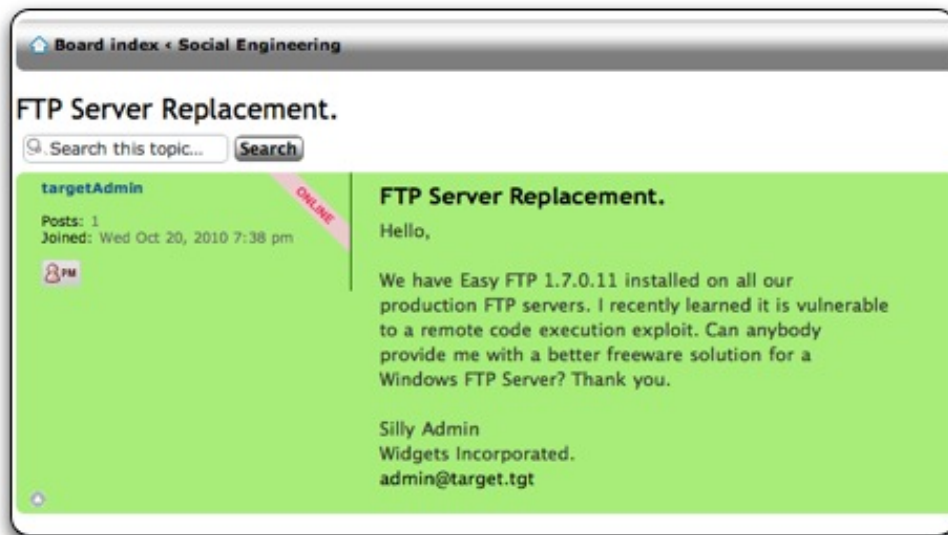 Board index ‹ Social Engineering
FTP Server Replacement.
Search this topic... Search
targetAdmin
ONLINE
Posts: 1
Joined: Wed Oct 20, 2010 7:38 pm
PM
FTP Server Replacement.
Hello,
We have Easy FTP 1.7.0.11 installed on all our
production FTP servers. I recently learned it is vulnerable
to a remote code execution exploit. Can anybody
provide me with a better freeware solution for a
Windows FTP Server? Thank you.
Silly Admin
Widgets Incorporated.
admin@target.tgt